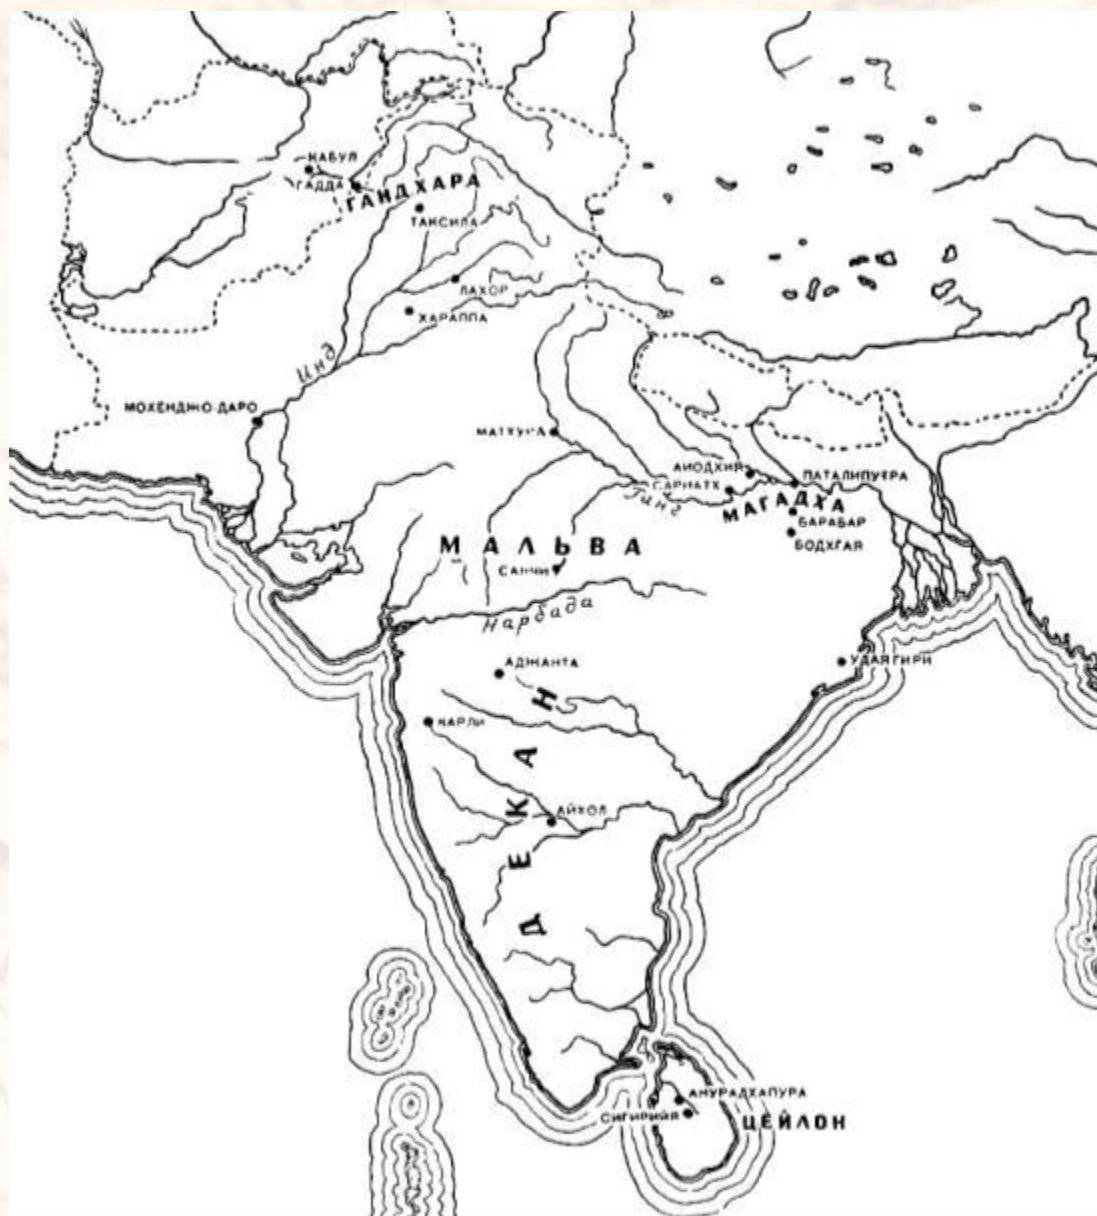 КАБУЛ
ГАДДА
ГАНДХАРА
ТАКСИЛА
ЛАХОР
ХАРАППА
Инд
МОХЕНДЖО-ДАРО
МАТХУРА
АЙОДХИЯ
САРНАТХ
ПАТАЛИПУТРА
Ганг
МАГАДХА
БАРАБАР
БОДХГАЯ
МАЛЬВА
САНЧИ
Нарбада
УДАЯГИРИ
АДЖАНТА
КАРЛИ
АЙХОЛ
ДЕКАН
АНУРАДХАПУРА
СИГИРИЙЯ
ЦЕЙЛОН